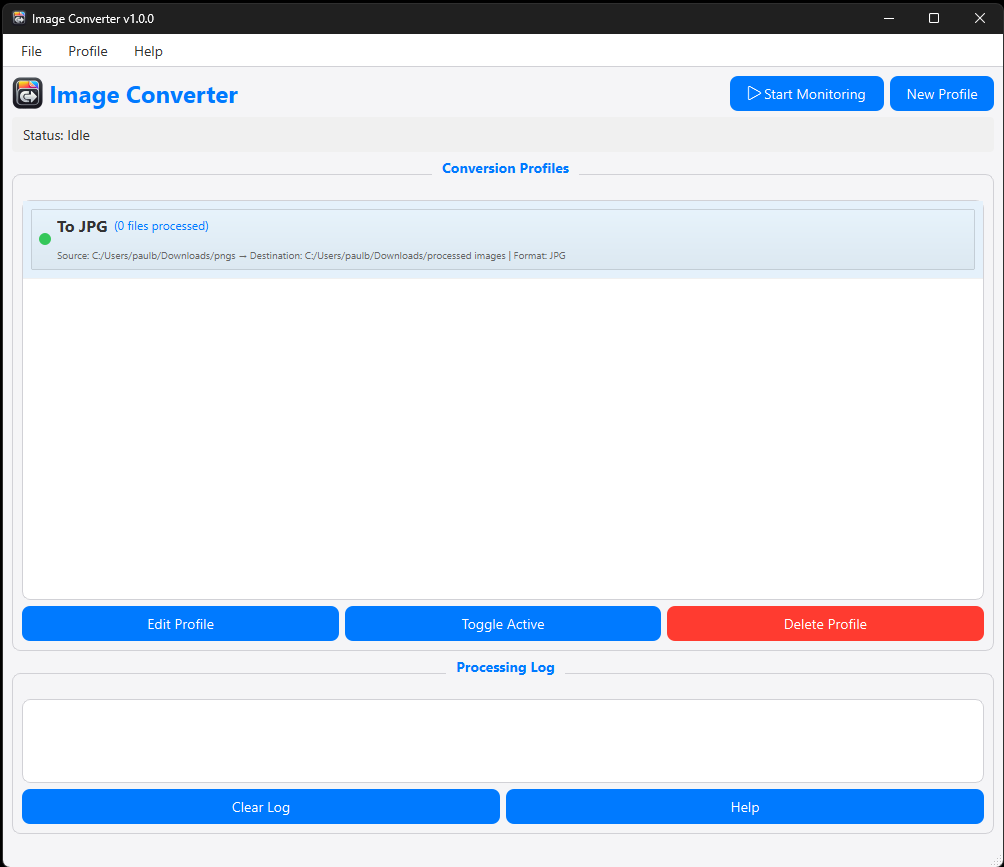 Image Converter v1.0.0
File Profile Help
Image Converter
Start Monitoring New Profile
Status: Idle
Conversion Profiles
To JPG (0 files processed)
Source: C:/Users/paulb/Downloads/pngs → Destination: C:/Users/paulb/Downloads/processed images | Format: JPG
Edit Profile Toggle Active Delete Profile
Processing Log
Clear Log Help